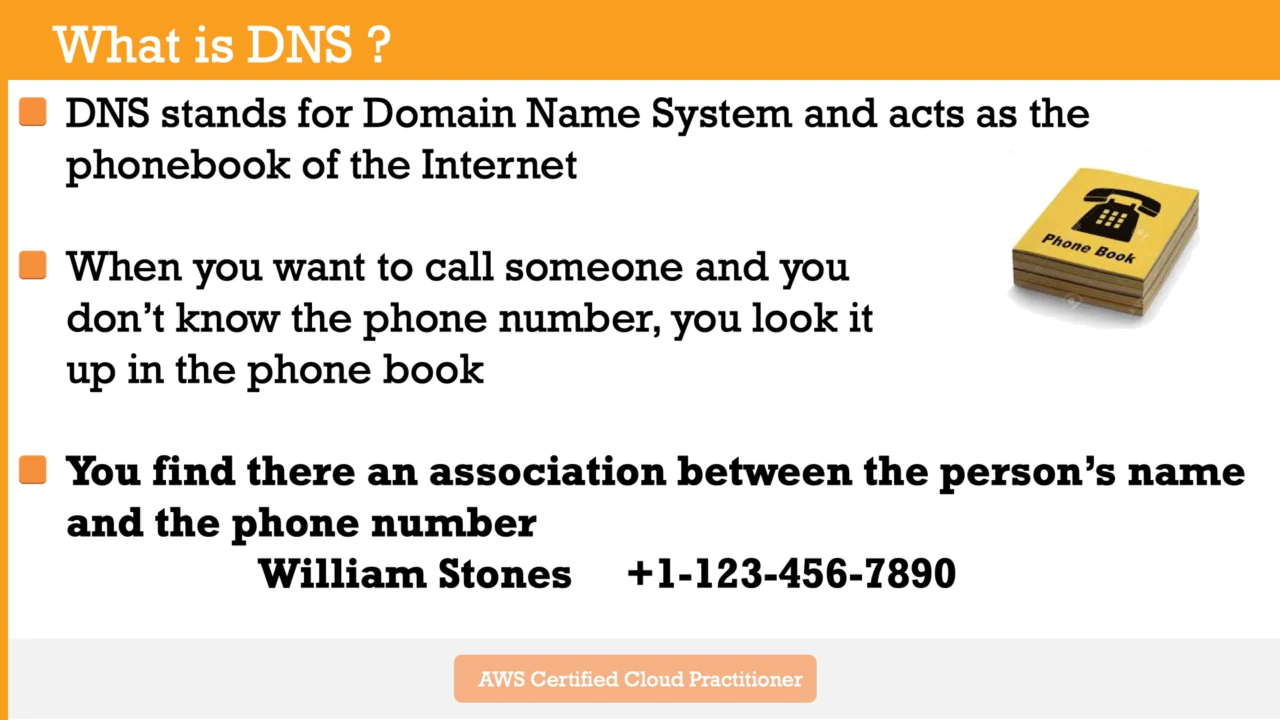 What is DNS ?
DNS stands for Domain Name System and acts as the
phonebook of the Internet
Phone Book
When you want to call someone and you
don’t know the phone number, you look it
up in the phone book
You find there an association between the person’s name
and the phone number
William Stones +1-123-456-7890
AWS Certified Cloud Practitioner